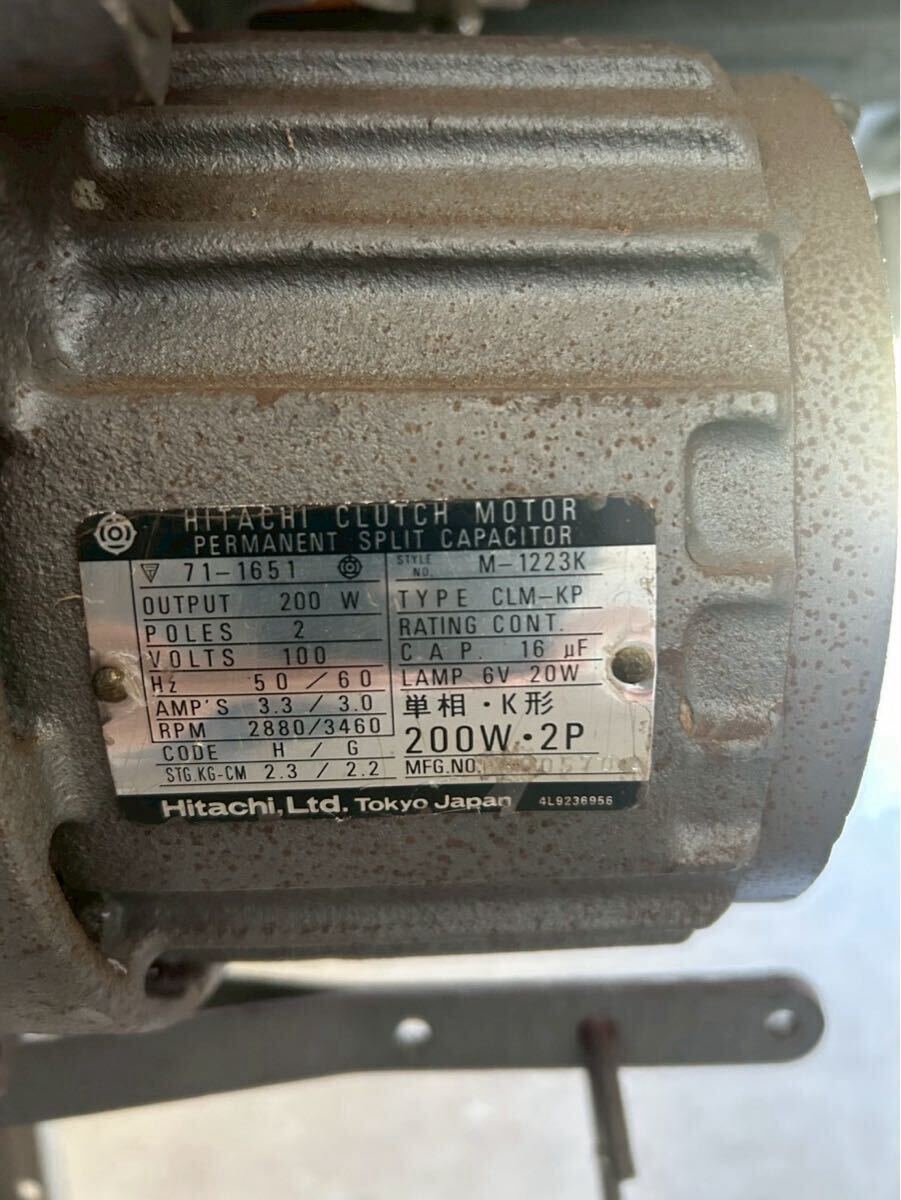 HITACHI CLUTCH MOTOR
PERMANENT SPLIT CAPACITOR
71-1651 STYLE NO. M-1223K
OUTPUT 200 W TYPE CLM-KP
POLES 2 RATING CONT.
VOLTS 100 CAP. 16 µF
Hz 50/60 LAMP 6V 20W
AMP'S 3.3 / 3.0 単相・K形
RPM 2880/3460 200W・2P
CODE H / G MFG.NO.
STG.KG-CM 2.3 / 2.2
Hitachi, Ltd. Tokyo Japan 4L9236956